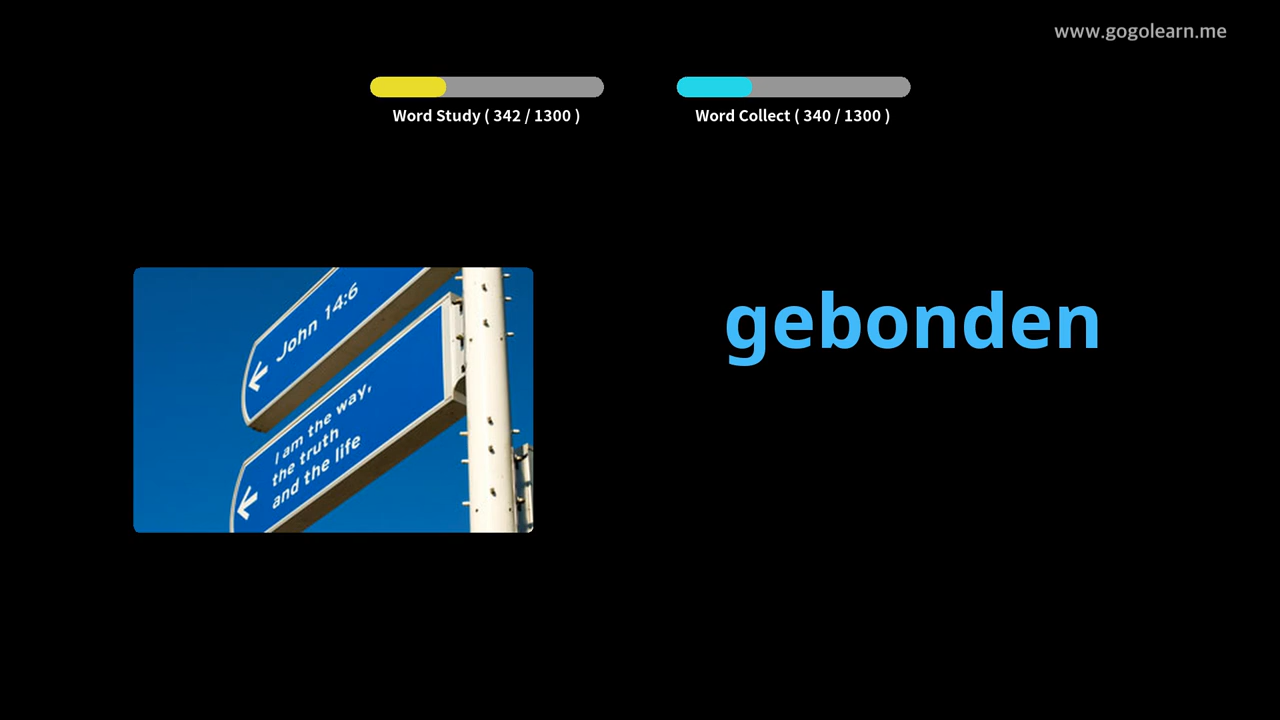 www.gogolearn.me
Word Study ( 342 / 1300 )
Word Collect ( 340 / 1300 )
John 14:6
I am the way,
the truth
and the life
gebonden